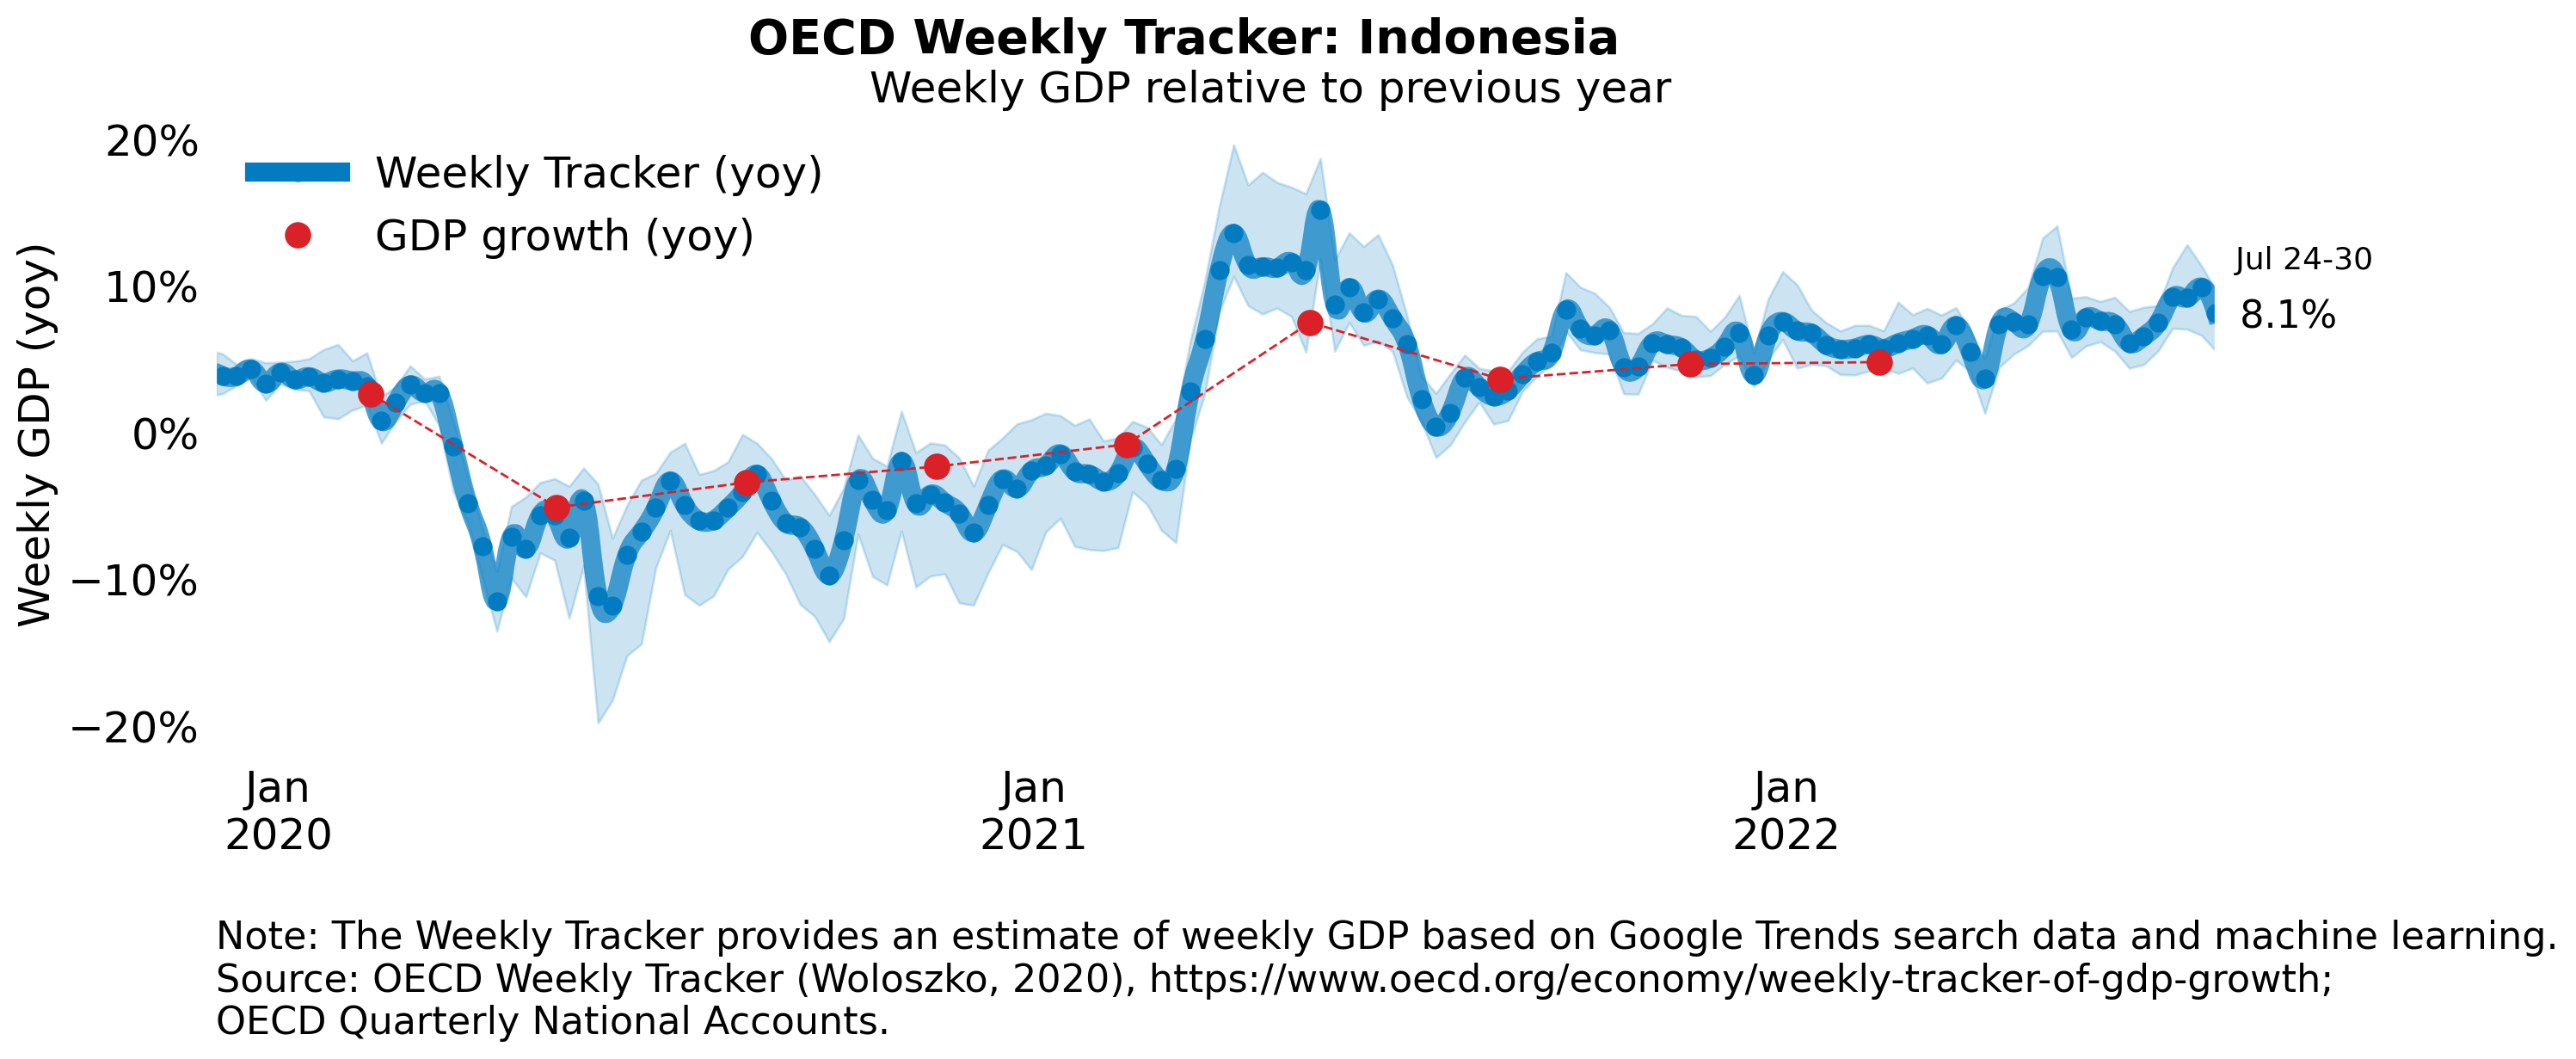 OECD Weekly Tracker: Indonesia
Weekly GDP relative to previous year
Weekly Tracker (yoy)
GDP growth (yoy)
Weekly GDP (yoy)
20%
10%
0%
−10%
−20%
Jul 24-30
8.1%
Jan
2020
Jan
2021
Jan
2022
Note: The Weekly Tracker provides an estimate of weekly GDP based on Google Trends search data and machine learning.
Source: OECD Weekly Tracker (Woloszko, 2020), https://www.oecd.org/economy/weekly-tracker-of-gdp-growth;
OECD Quarterly National Accounts.